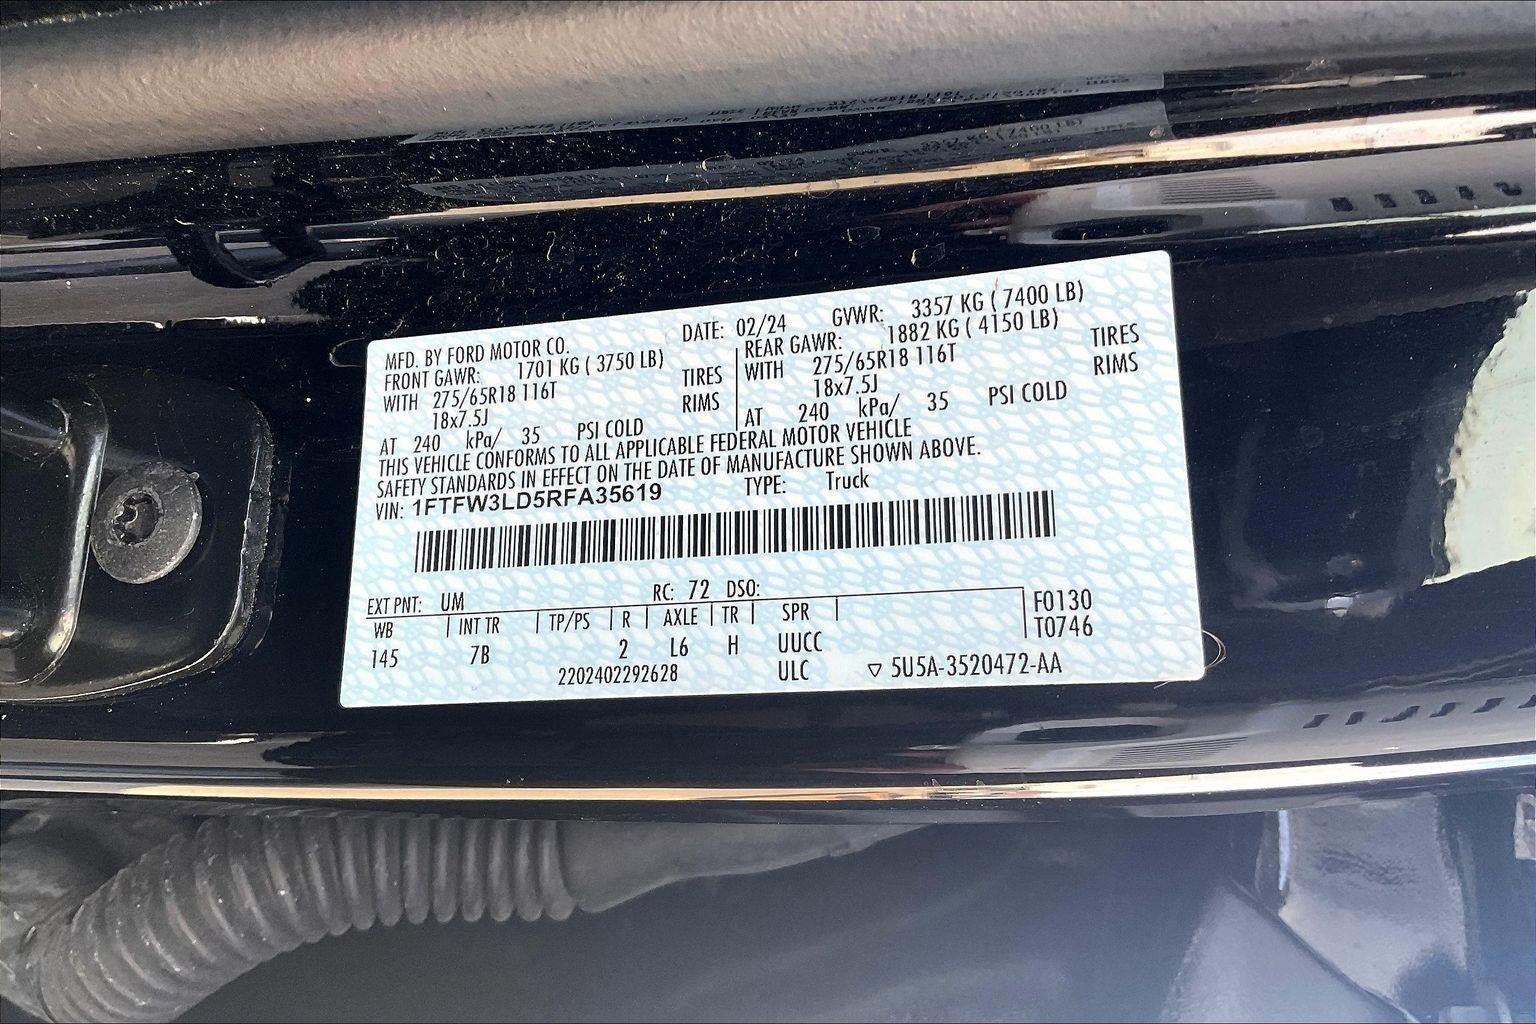 MFD. BY FORD MOTOR CO. DATE: 02/24 GVWR: 3357 KG ( 7400 LB)
FRONT GAWR: 1701 KG ( 3750 LB) REAR GAWR: 1882 KG ( 4150 LB)
WITH 275/65R18 116T TIRES WITH 275/65R18 116T TIRES
18x7.5J RIMS 18x7.5J RIMS
AT 240 kPa/ 35 PSI COLD AT 240 kPa/ 35 PSI COLD
THIS VEHICLE CONFORMS TO ALL APPLICABLE FEDERAL MOTOR VEHICLE
SAFETY STANDARDS IN EFFECT ON THE DATE OF MANUFACTURE SHOWN ABOVE.
VIN: 1FTFW3LD5RFA35619 TYPE: Truck
EXT PNT: UM RC: 72 DSO:
WB INT TR TP/PS R AXLE TR SPR F0130
145 7B 2 L6 H UUCC T0746
2202402292628 ULC ▽ 5U5A-3520472-AA